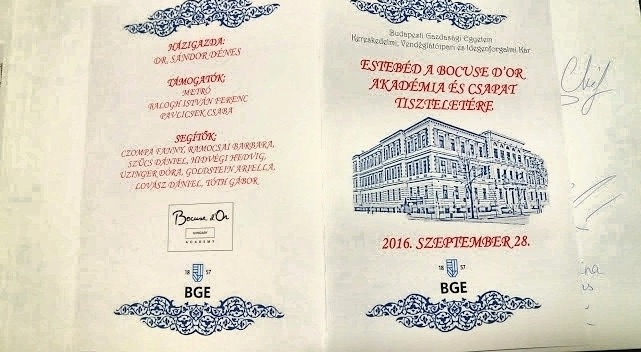 HÁZIGAZDA:
DR. SÁNDOR DÉNES
TÁMOGATÓK:
METRÓ
BALOGH ISTVÁN FERENC
PAVLICSEK CSABA
SEGÍTŐK:
CZOMPA FANNY, RAMOCSAI BARBARA,
SZŰCS DÁNIEL, HIDVÉGI HEDVIG,
UZINGER DÓRA, GOLDSTEIN ARIELLA,
LOVÁSZ DÁNIEL, TÓTH GÁBOR
Bocuse d'Or
HUNGARY
ACADEMY
18 57
BGE
Budapesti Gazdasági Egyetem
Kereskedelmi, Vendéglátóipari és Idegenforgalmi Kar
ESTEBÉD A BOCUSE D'OR
AKADÉMIA ÉS CSAPAT
TISZTELETÉRE
2016. SZEPTEMBER 28.
18 57
BGE